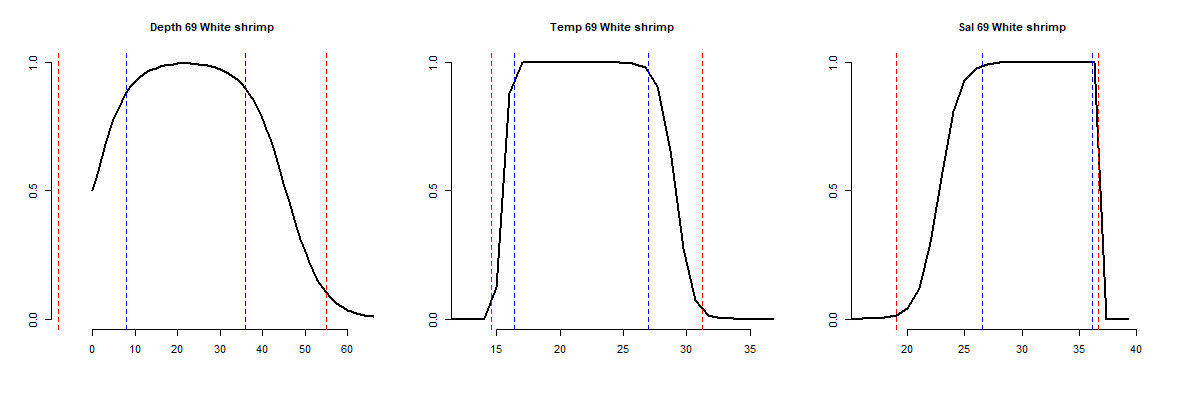 Depth 69 White shrimp
0.0 0.5 1.0
0 10 20 30 40 50 60
Temp 69 White shrimp
0.0 0.5 1.0
15 20 25 30 35
Sal 69 White shrimp
0.0 0.5 1.0
20 25 30 35 40